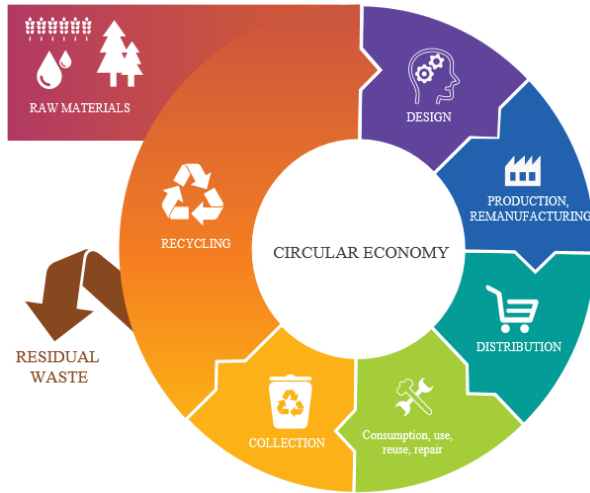 RAW MATERIALS
DESIGN
PRODUCTION,
REMANUFACTURING
RECYCLING
CIRCULAR ECONOMY
DISTRIBUTION
RESIDUAL
WASTE
COLLECTION
Consumption, use,
reuse, repair